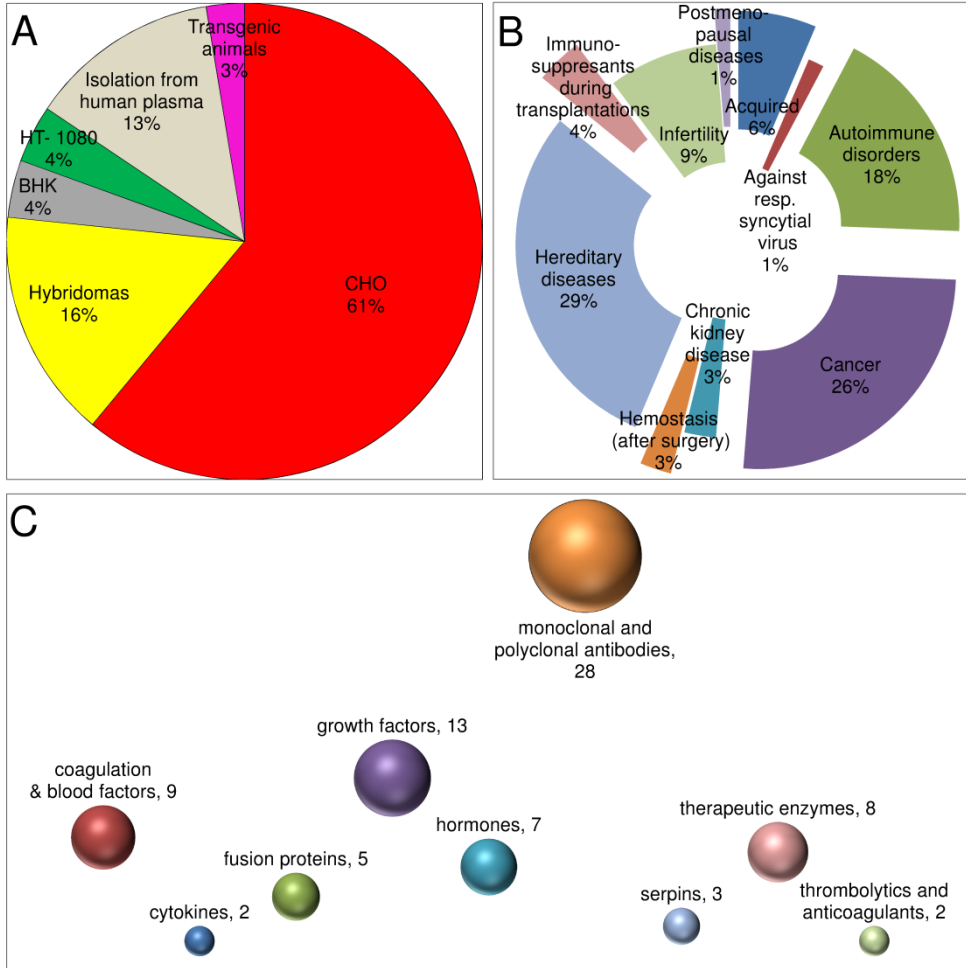 A
Transgenic
animals
3%
Isolation from
human plasma
13%
HT- 1080
4%
BHK
4%
Hybridomas
16%
CHO
61%
B
Postmeno-
pausal
diseases
1%
Immuno-
suppresants
during
transplantations
4%
Infertility
9%
Acquired
6%
Autoimmune
disorders
18%
Against
resp.
syncytial
virus
1%
Hereditary
diseases
29%
Chronic
kidney
disease
3%
Cancer
26%
Hemostasis
(after surgery)
3%
C
monoclonal and
polyclonal antibodies,
28
growth factors, 13
coagulation
& blood factors, 9
hormones, 7
therapeutic enzymes, 8
fusion proteins, 5
cytokines, 2
serpins, 3
thrombolytics and
anticoagulants, 2